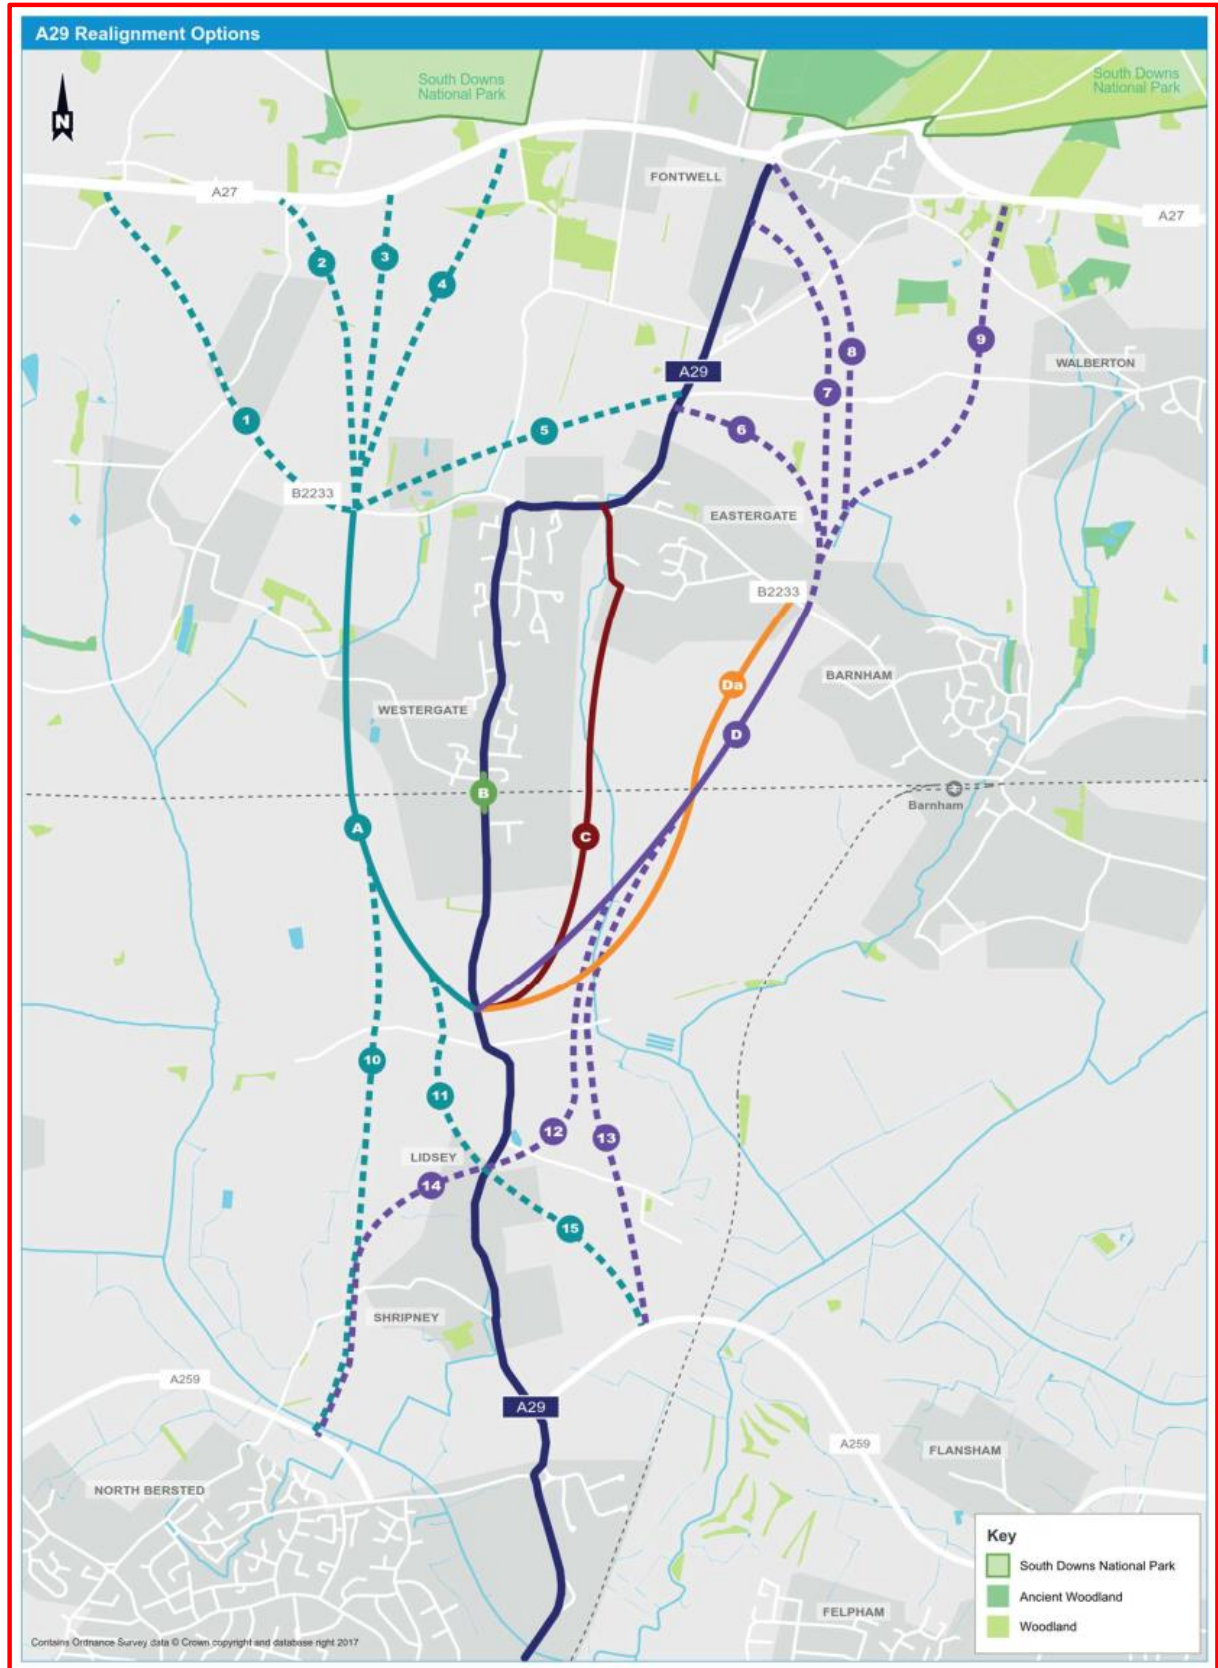 A29 Realignment Options
South Downs
National Park
South Downs
National Park
N
FONTWELL
A27
A27
2
3
4
8
9
WALBERTON
A29
7
1
5
6
B2233
EASTERGATE
B2233
Da
BARNHAM
WESTERGATE
D
B
Barnham
A
C
10
11
12
13
LIDSEY
14
15
SHRIPNEY
A259
A29
A259
FLANSHAM
NORTH BERSTED
Key
South Downs National Park
Ancient Woodland
Woodland
FELPHAM
Contains Ordnance Survey data © Crown copyright and database right 2017